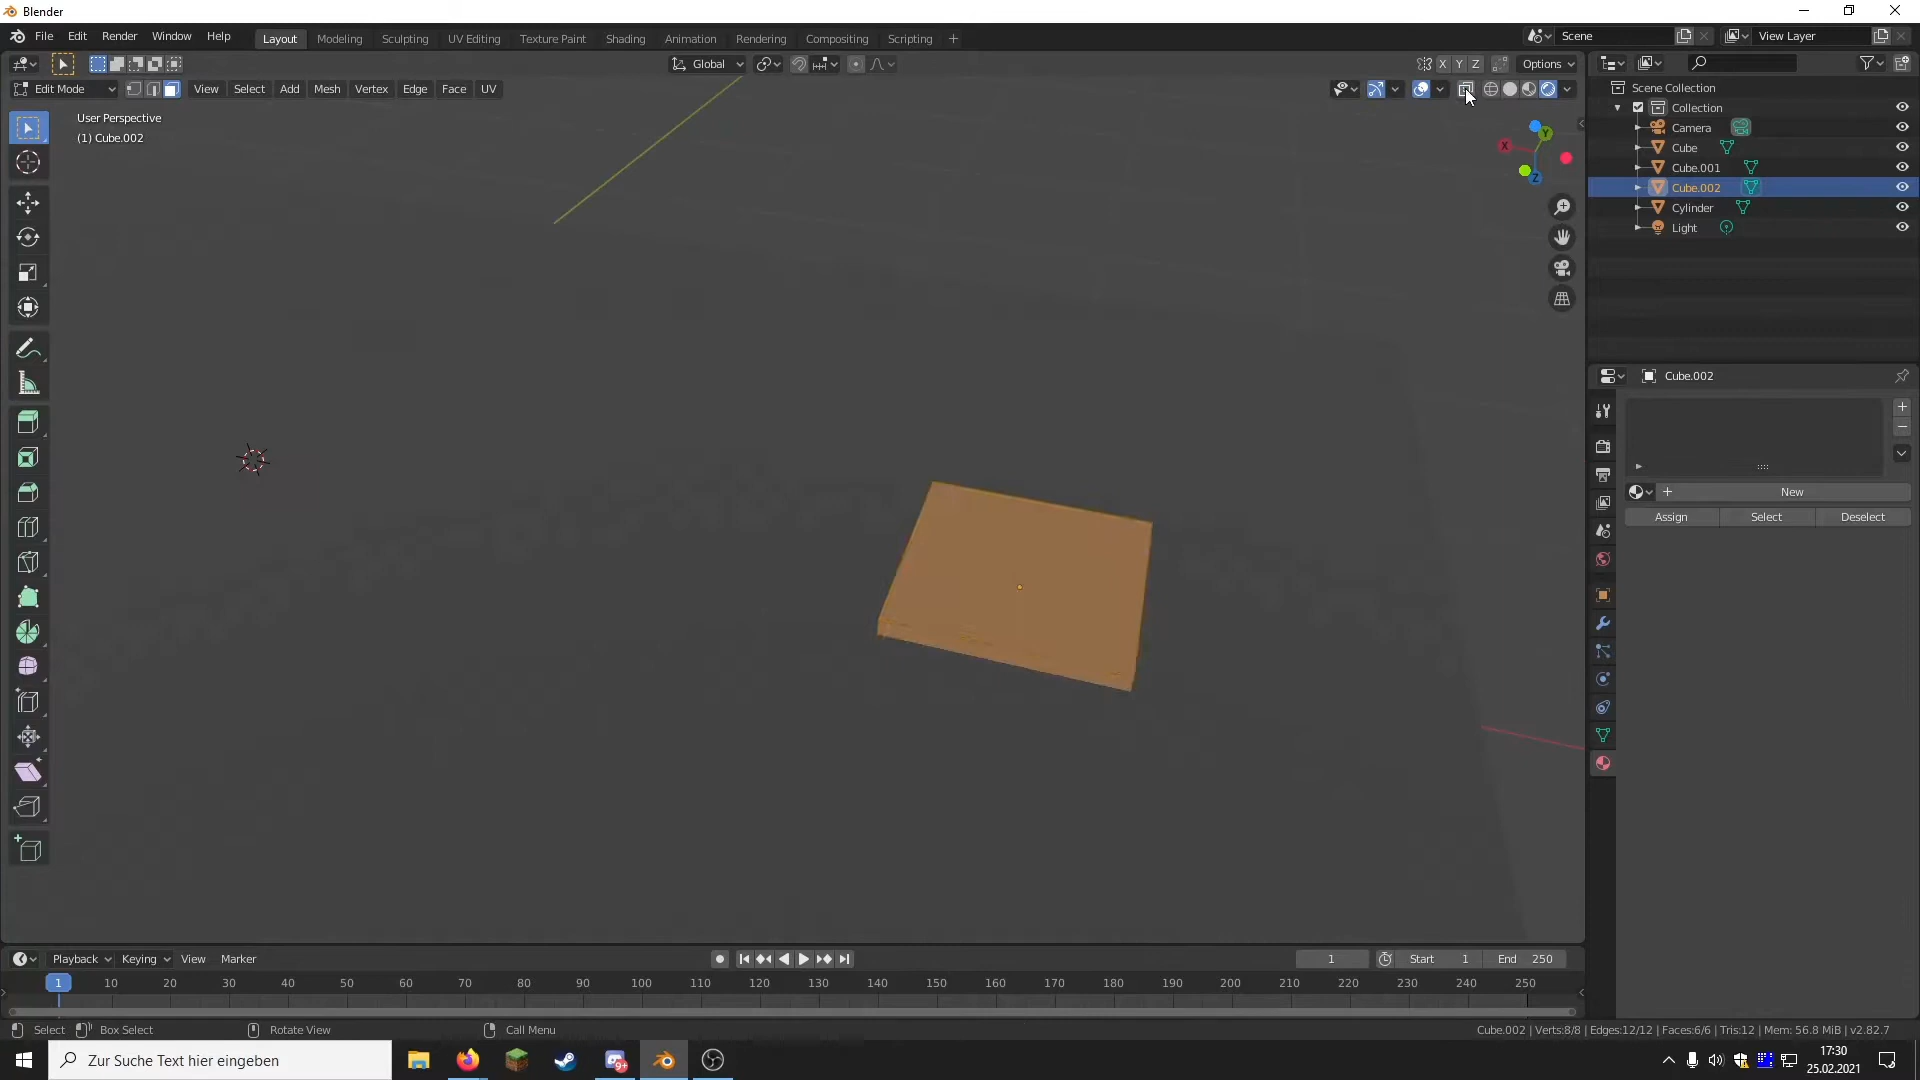 Blender
File Edit Render Window Help Layout Modeling Sculpting UV Editing Texture Paint Shading Animation Rendering Compositing Scripting + Scene View Layer
Global X Y Z Options
Edit Mode View Select Add Mesh Vertex Edge Face UV
User Perspective
(1) Cube.002
X Y Z
Scene Collection
Collection
Camera
Cube
Cube.001
Cube.002
Cylinder
Light
Cube.002
New
Assign Select Deselect
Playback Keying View Marker 1 Start 1 End 250
1 10 20 30 40 50 60 70 80 90 100 110 120 130 140 150 160 170 180 190 200 210 220 230 240 250
Select Box Select Rotate View Call Menu Cube.002 | Verts:8/8 | Edges:12/12 | Faces:6/6 | Tris:12 | Mem: 56.8 MiB | v2.82.7
Zur Suche Text hier eingeben 9+ 17:30
25.02.2021